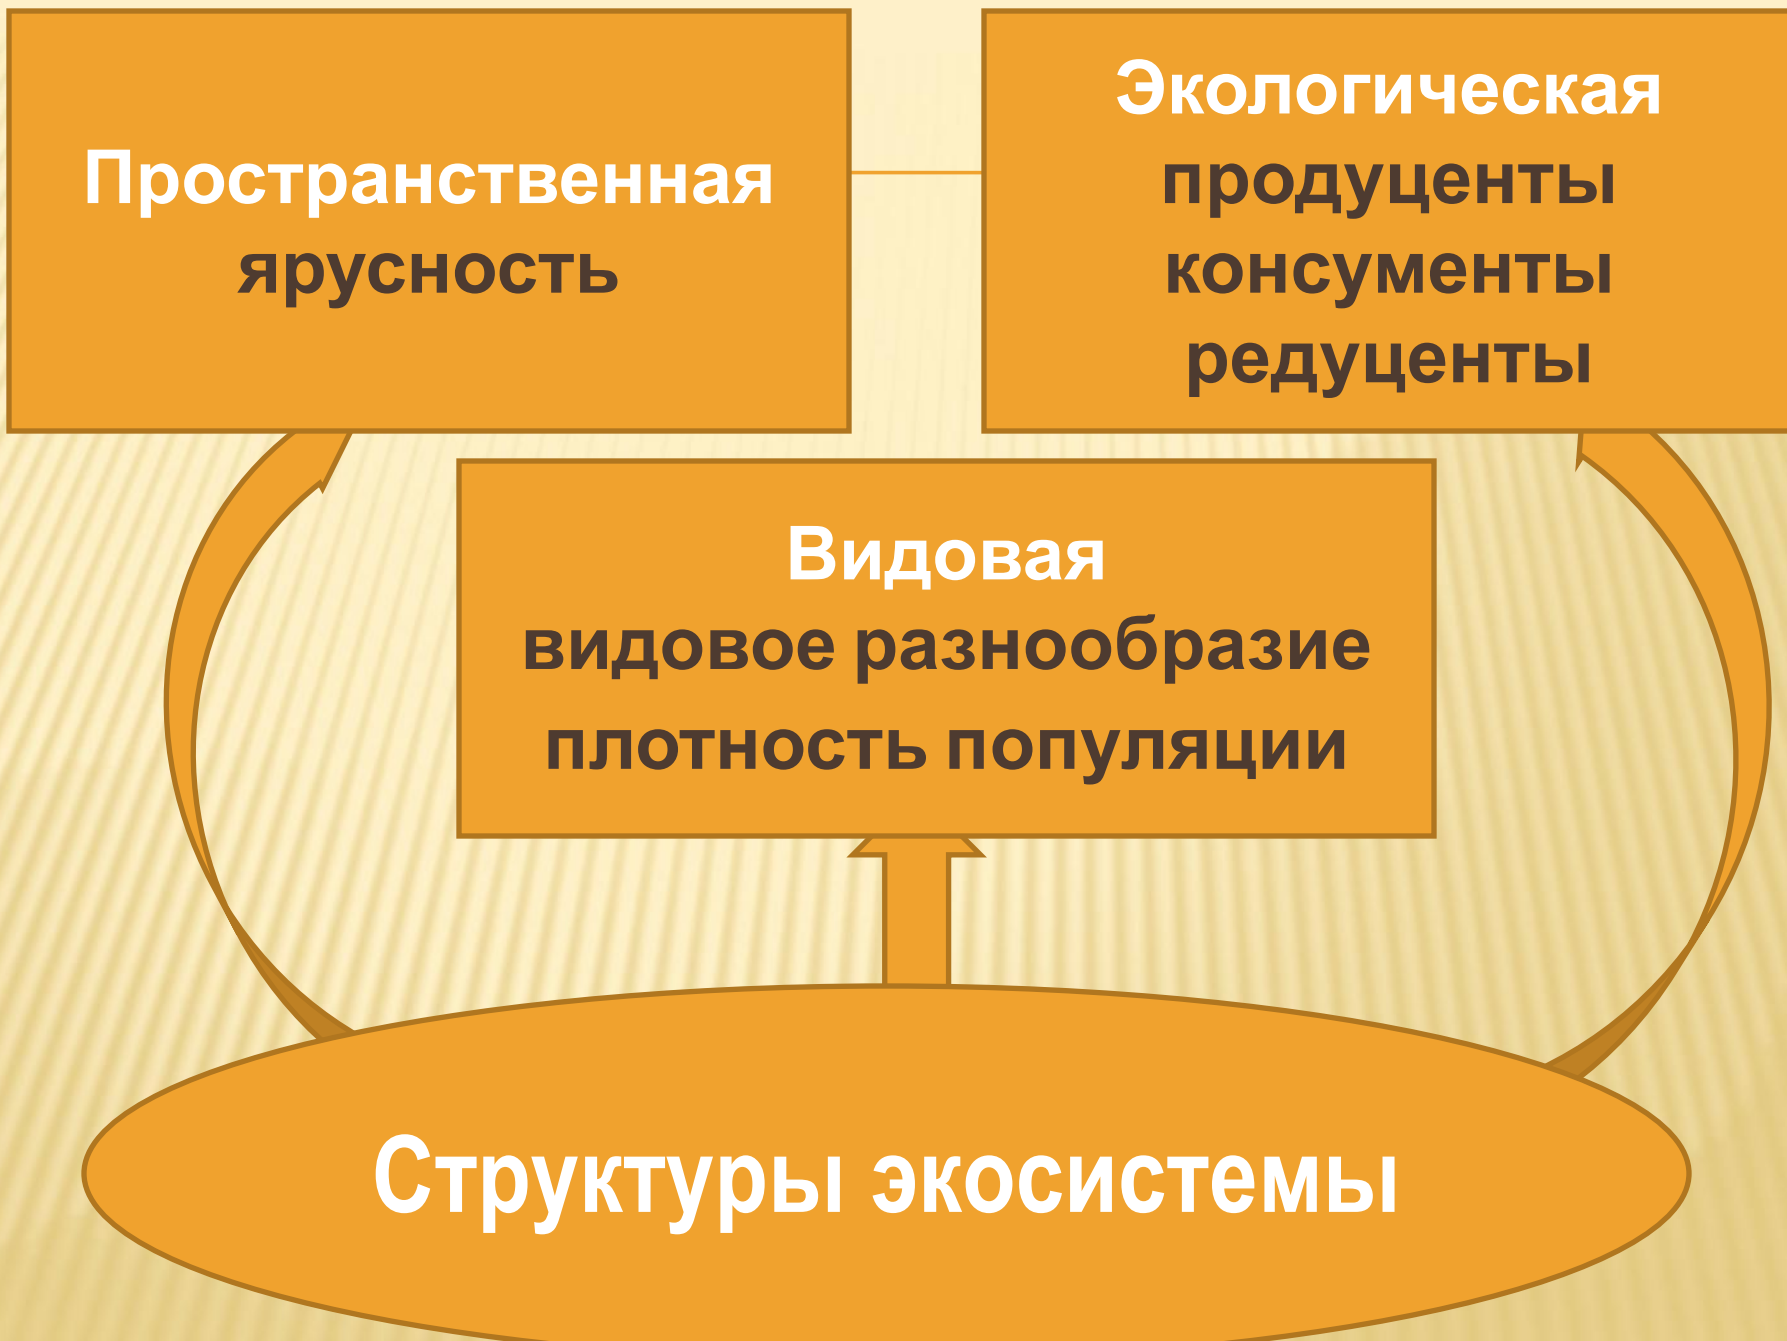 Пространственная
ярусность
Экологическая
продуценты
консументы
редуценты
Видовая
видовое разнообразие
плотность популяции
Структуры экосистемы